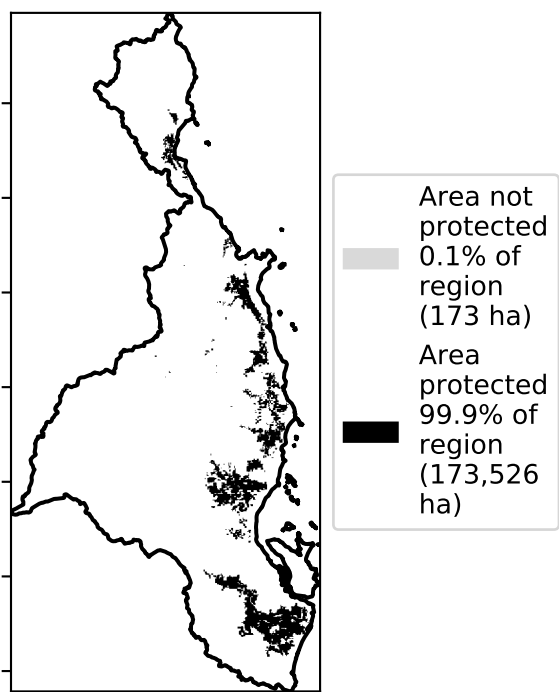 Area not
protected
0.1% of
region
(173 ha)
Area
protected
99.9% of
region
(173,526
ha)